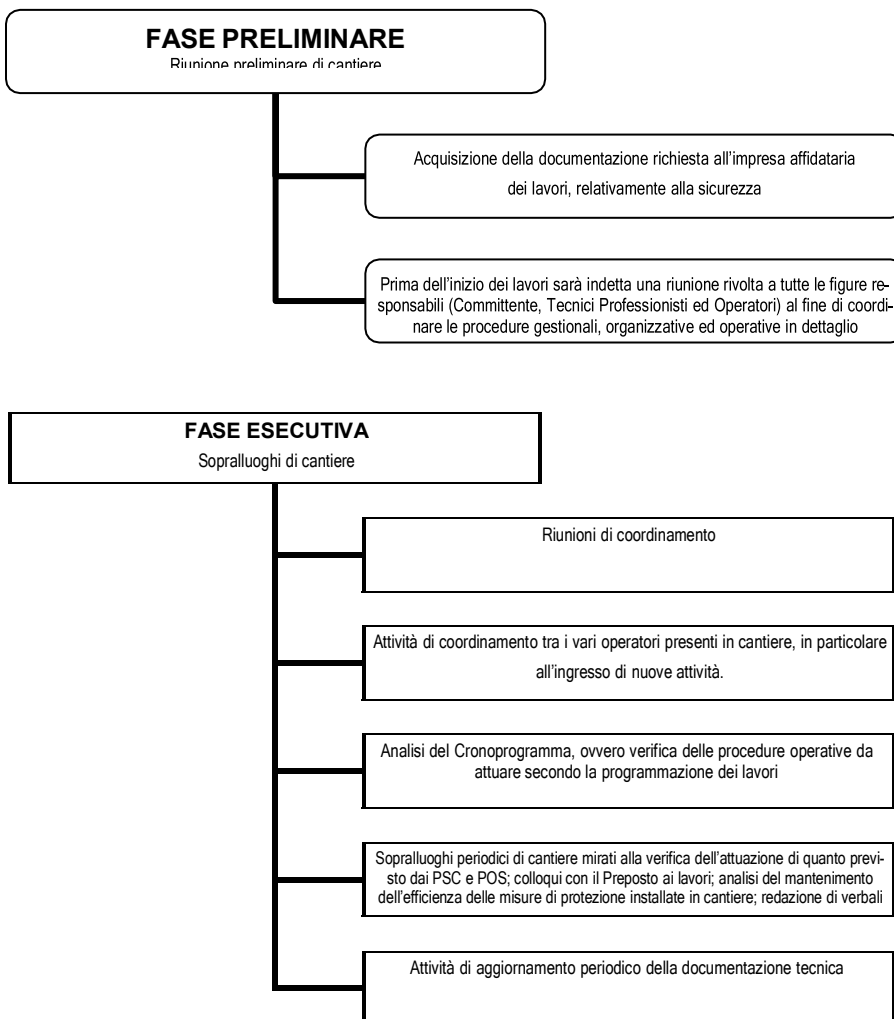 FASE PRELIMINARE
Riunione preliminare di cantiere
Acquisizione della documentazione richiesta all’impresa affidataria
dei lavori, relativamente alla sicurezza
Prima dell’inizio dei lavori sarà indetta una riunione rivolta a tutte le figure re-
sponsabili (Committente, Tecnici Professionisti ed Operatori) al fine di coordi-
nare le procedure gestionali, organizzative ed operative in dettaglio
FASE ESECUTIVA
Sopralluoghi di cantiere
Riunioni di coordinamento
Attività di coordinamento tra i vari operatori presenti in cantiere, in particolare
all’ingresso di nuove attività.
Analisi del Cronoprogramma, ovvero verifica delle procedure operative da
attuare secondo la programmazione dei lavori
Sopralluoghi periodici di cantiere mirati alla verifica dell’attuazione di quanto previ-
sto dai PSC e POS; colloqui con il Preposto ai lavori; analisi del mantenimento
dell’efficienza delle misure di protezione installate in cantiere; redazione di verbali
Attività di aggiornamento periodico della documentazione tecnica